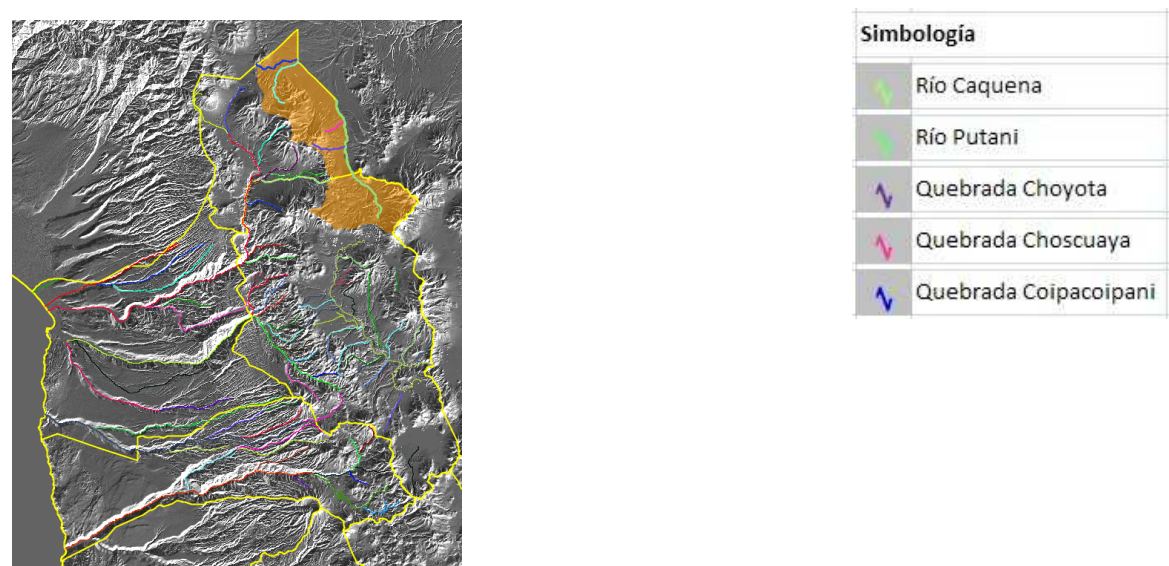 Simbología
Río Caquena
Río Putani
Quebrada Choyota
Quebrada Choscuaya
Quebrada Coipacoipani